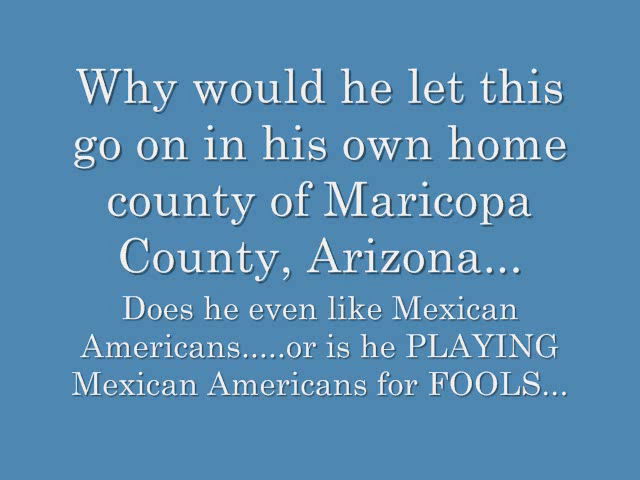 Why would he let this
go on in his own home
county of Maricopa
County, Arizona...
Does he even like Mexican
Americans.....or is he PLAYING
Mexican Americans for FOOLS...